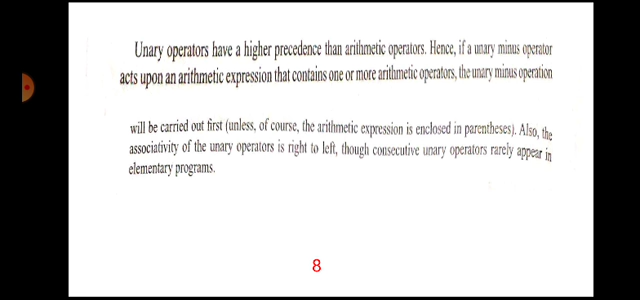 Unary operators have a higher precedence than arithmetic operators. Hence, if a unary minus operator
acts upon an arithmetic expression that contains one or more arithmetic operators, the unary minus operation
will be carried out first (unless, of course, the arithmetic expression is enclosed in parentheses). Also, the
associativity of the unary operators is right to left, though consecutive unary operators rarely appear in
elementary programs.
8